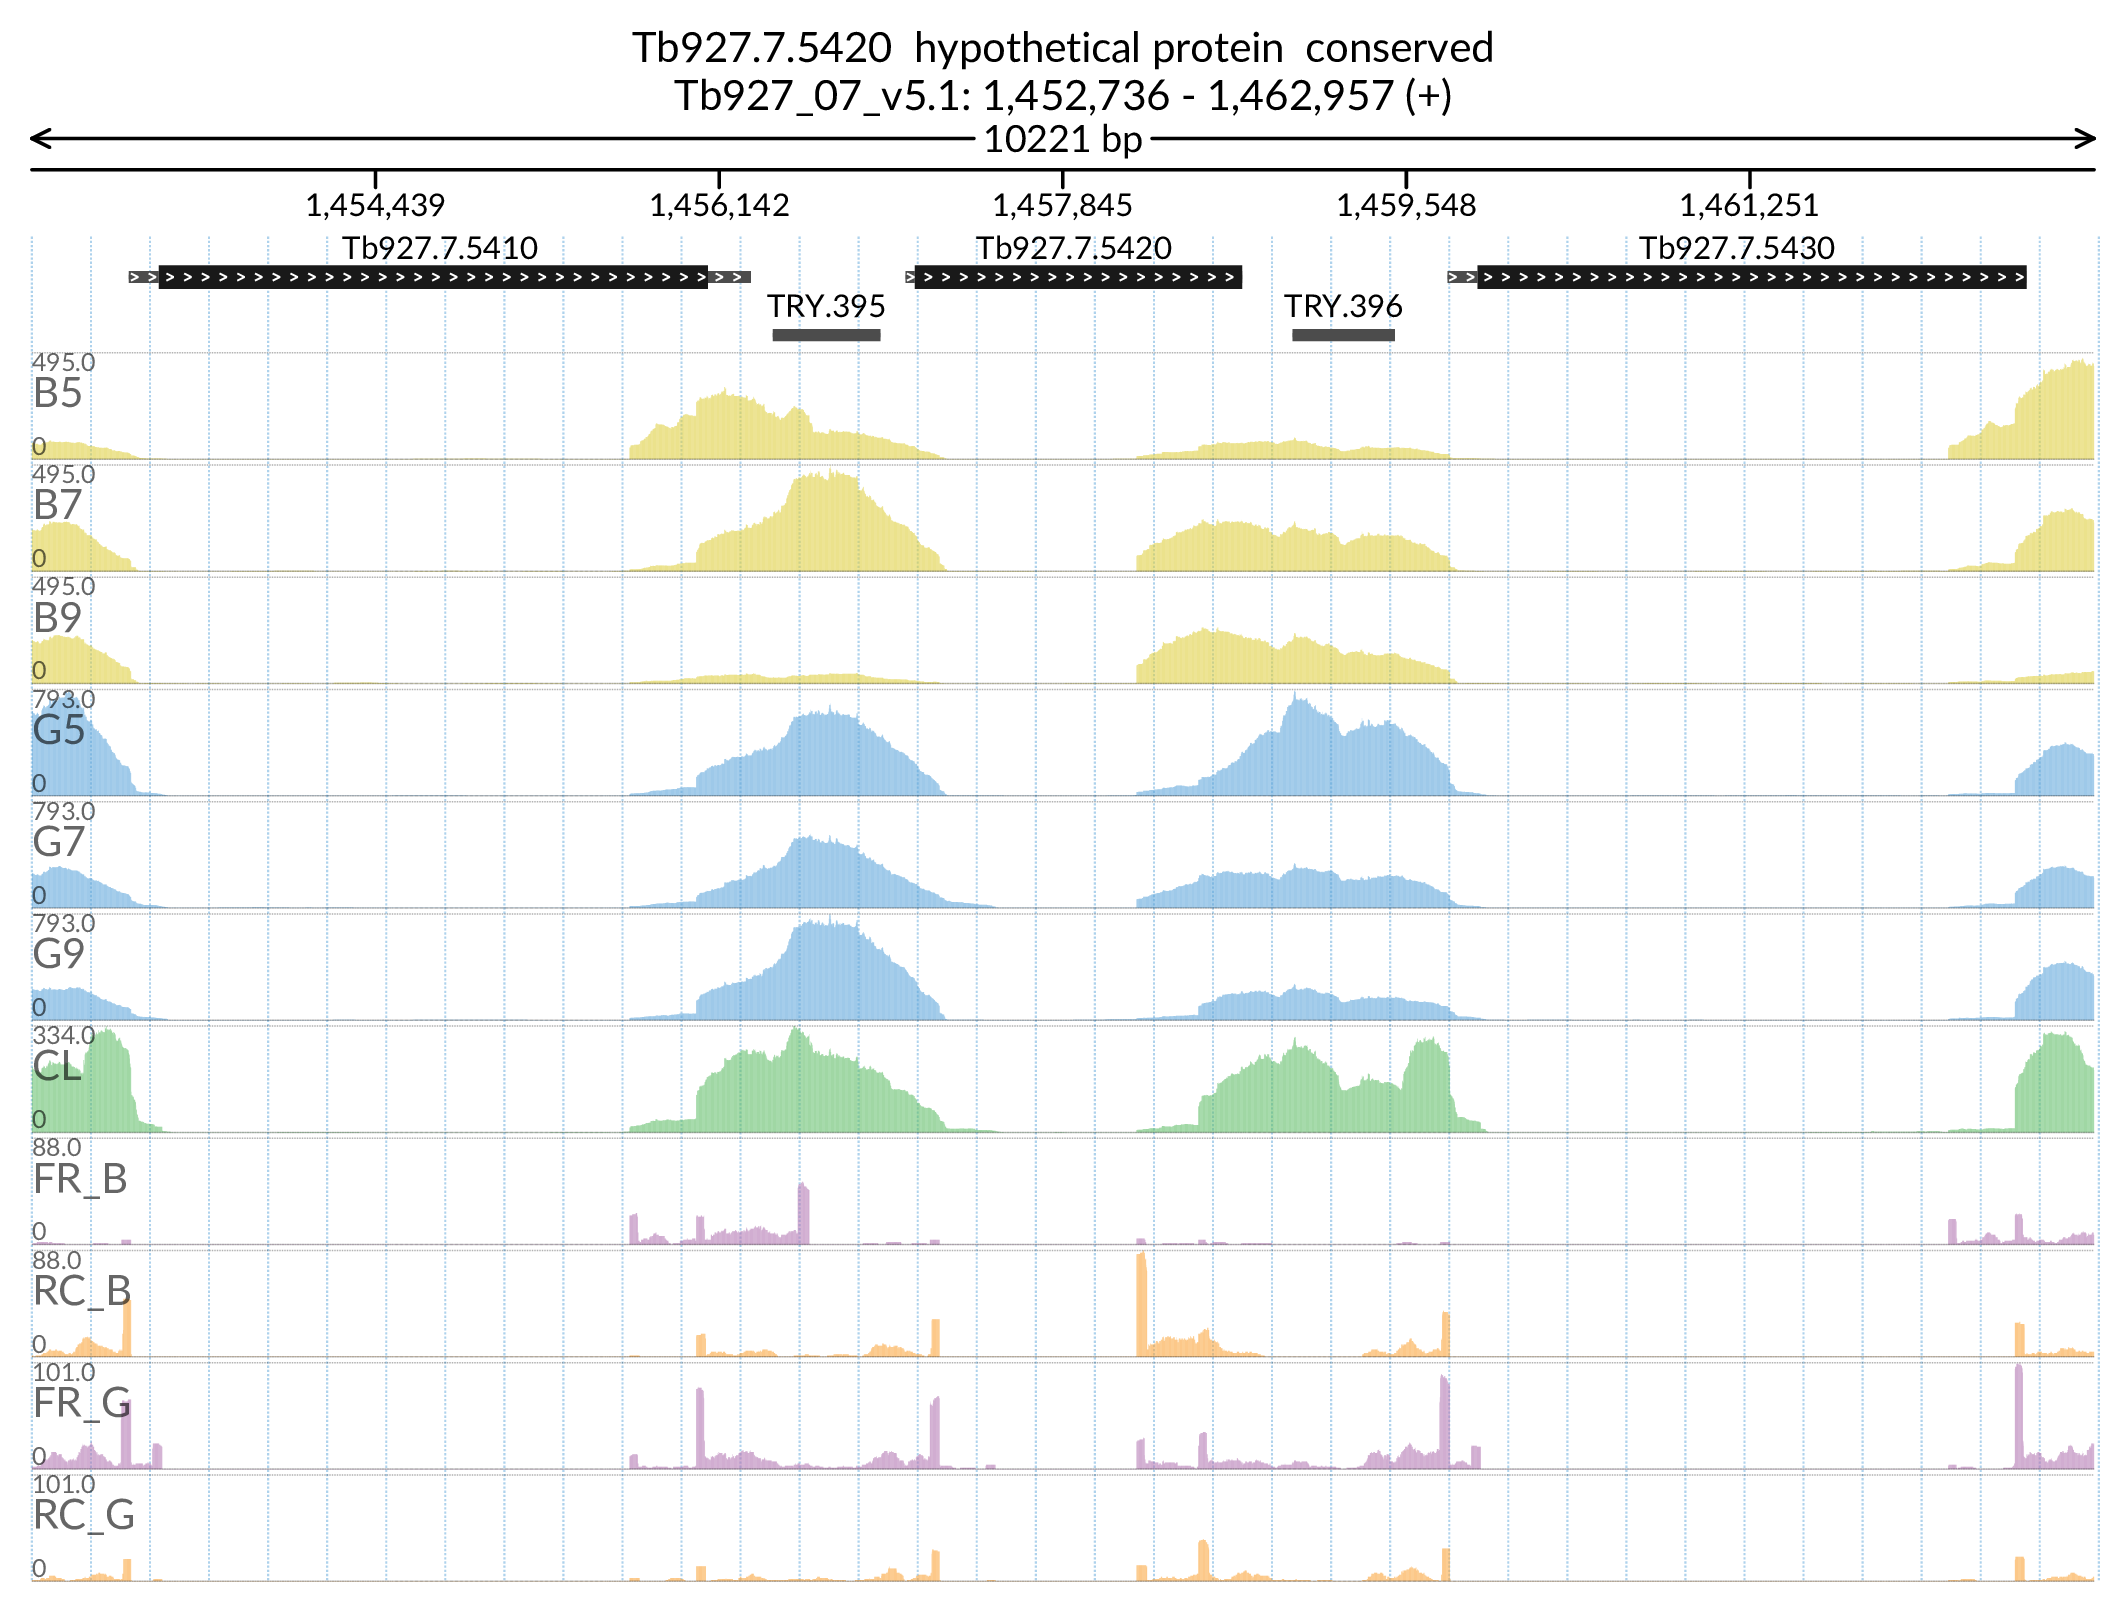 Tb927.7.5420  hypothetical protein  conserved
Tb927_07_v5.1: 1,452,736 - 1,462,957 (+)
10221 bp
1,454,439 1,456,142 1,457,845 1,459,548 1,461,251
Tb927.7.5410 Tb927.7.5420 Tb927.7.5430
TRY.395 TRY.396
495.0
B5
0
495.0
B7
0
495.0
B9
0
793.0
G5
0
793.0
G7
0
793.0
G9
0
334.0
CL
0
88.0
FR_B
0
88.0
RC_B
0
101.0
FR_G
0
101.0
RC_G
0